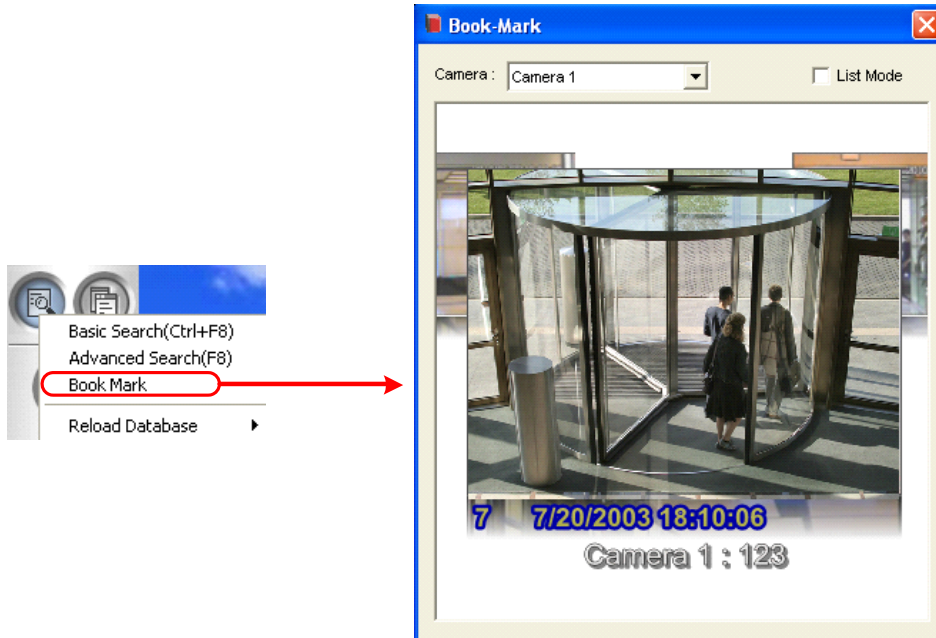 Book-Mark
Camera : Camera 1 List Mode
Basic Search(Ctrl+F8)
Advanced Search(F8)
Book Mark
Reload Database
7 7/20/2003 18:10:06
Camera 1 : 123